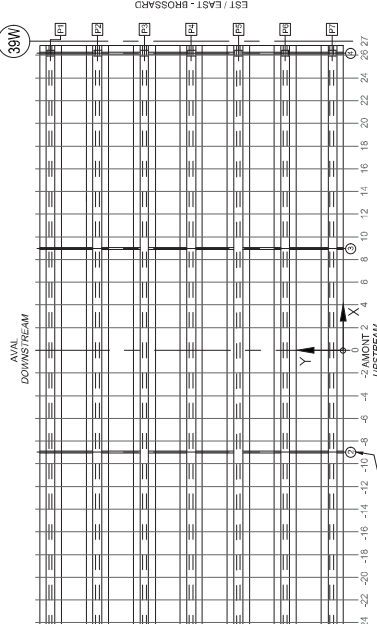 EST / EAST - BROSSARD
39W
P1
P2
P3
P4
P5
P6
P7
AVAL
DOWNSTREAM
27
26
24
22
20
18
16
14
12
10
8
6
4
2
0
-2
-4
-6
-8
-10
-12
-14
-16
-18
-20
-22
-24
4
3
2
X
Y
AMONT
UPSTREAM